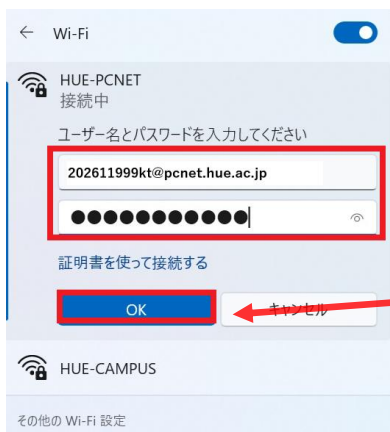 Wi-Fi
HUE-PCNET
接続中
ユーザー名とパスワードを入力してください
202611999kt@pcnet.hue.ac.jp
●●●●●●●●●●●
証明書を使って接続する
OK
キャンセル
HUE-CAMPUS
その他の Wi-Fi 設定